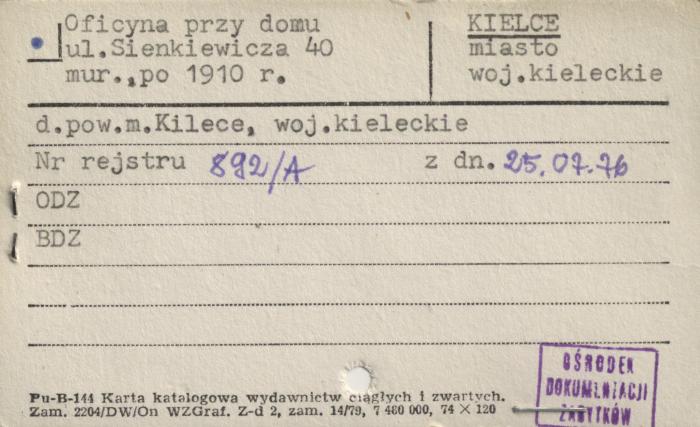 Oficyna przy domu
ul.Sienkiewicza 40
mur.,po 1910 r.
KIELCE
miasto
woj.kieleckie
d.pow.m.Kilece, woj.kieleckie
Nr rejstru 892/A z dn. 25.07.76
ODZ
BDZ
Pu-B-144 Karta katalogowa wydawnictw ciągłych i zwartych.
Zam. 2204/DW/On WZGraf. Z-d 2, zam. 14/79, 7 480 000, 74 X 120
OŚRODEK
DOKUMENTACJI
ZABYTKÓW